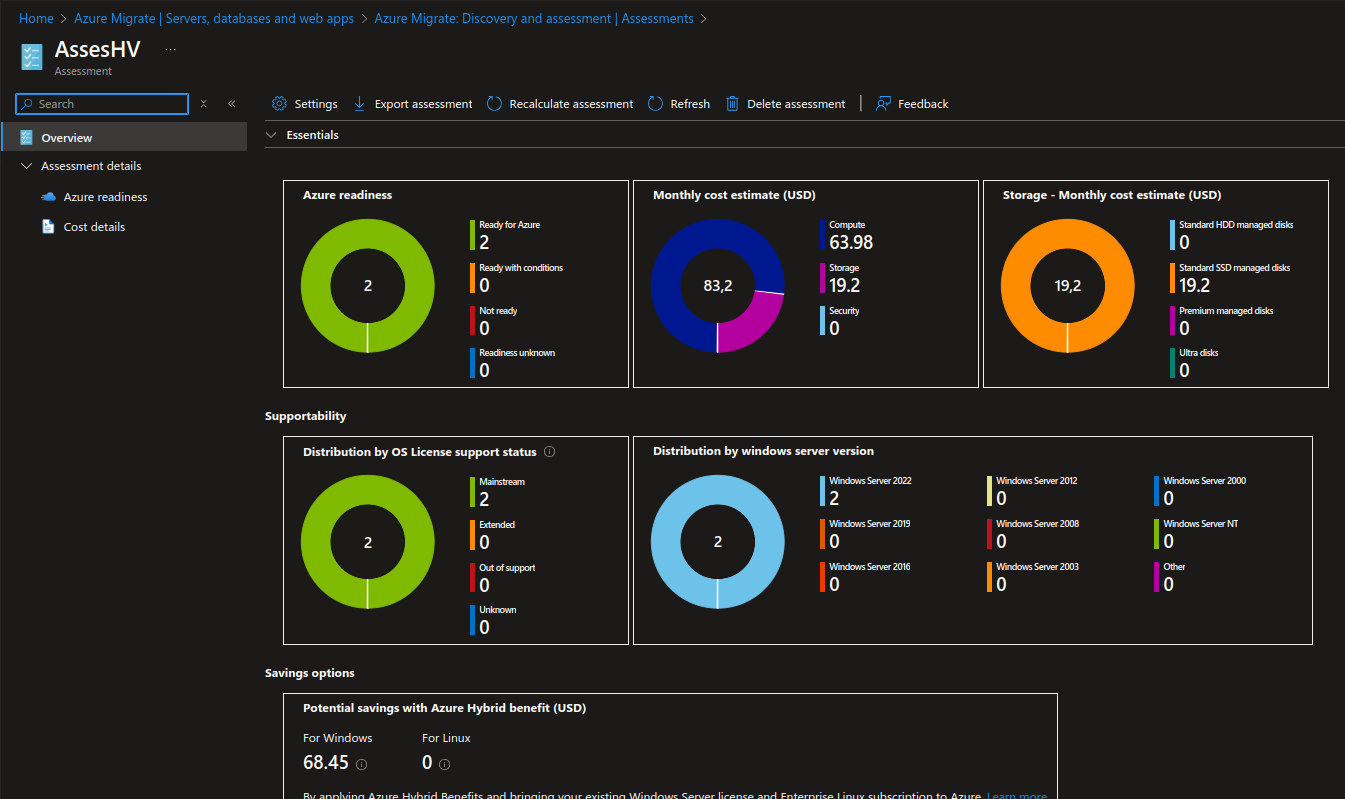 Home > Azure Migrate | Servers, databases and web apps > Azure Migrate: Discovery and assessment | Assessments >
AssesHV ...
Assessment
Search
Settings Export assessment Recalculate assessment Refresh Delete assessment Feedback
Overview
Assessment details
Azure readiness
Cost details
Essentials
Azure readiness
2
Ready for Azure
2
Ready with conditions
0
Not ready
0
Readiness unknown
0
Monthly cost estimate (USD)
83,2
Compute
63.98
Storage
19.2
Security
0
Storage - Monthly cost estimate (USD)
19,2
Standard HDD managed disks
0
Standard SSD managed disks
19.2
Premium managed disks
0
Ultra disks
0
Supportability
Distribution by OS License support status
2
Mainstream
2
Extended
0
Out of support
0
Unknown
0
Distribution by windows server version
2
Windows Server 2022
2
Windows Server 2019
0
Windows Server 2016
0
Windows Server 2012
0
Windows Server 2008
0
Windows Server 2003
0
Windows Server 2000
0
Windows Server NT
0
Other
0
Savings options
Potential savings with Azure Hybrid benefit (USD)
For Windows
68.45
For Linux
0
By applying Azure Hybrid Benefits and bringing your existing Windows Server license and Enterprise Linux subscription to Azure. Learn more